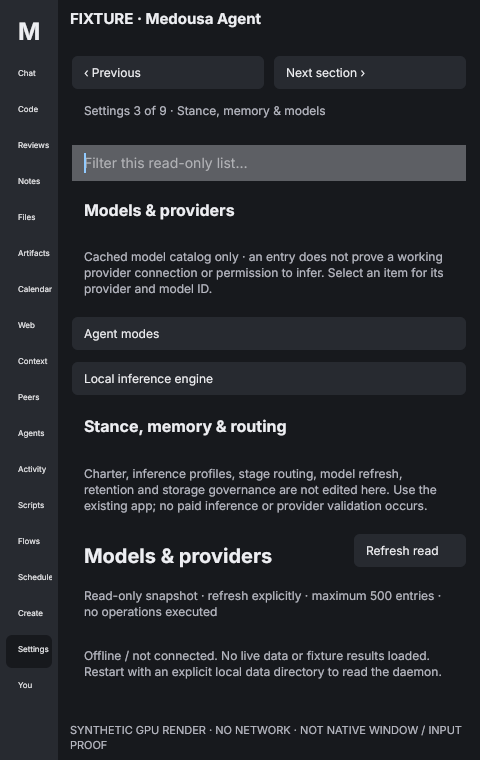 M
Chat
Code
Reviews
Notes
Files
Artifacts
Calendar
Web
Context
Peers
Agents
Activity
Scripts
Flows
Schedule
Create
Settings
You
FIXTURE · Medousa Agent
‹ Previous
Next section ›
Settings 3 of 9 · Stance, memory & models
Filter this read-only list...
Models & providers
Cached model catalog only · an entry does not prove a working
provider connection or permission to infer. Select an item for its
provider and model ID.
Agent modes
Local inference engine
Stance, memory & routing
Charter, inference profiles, stage routing, model refresh,
retention and storage governance are not edited here. Use the
existing app; no paid inference or provider validation occurs.
Models & providers
Refresh read
Read-only snapshot · refresh explicitly · maximum 500 entries ·
no operations executed
Offline / not connected. No live data or fixture results loaded.
Restart with an explicit local data directory to read the daemon.
SYNTHETIC GPU RENDER · NO NETWORK · NOT NATIVE WINDOW / INPUT
PROOF